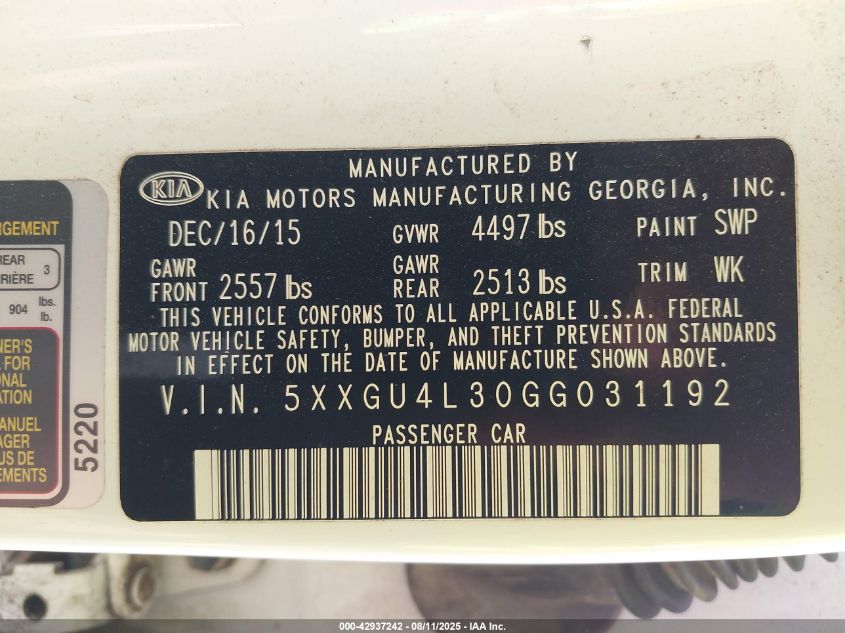 MANUFACTURED BY
KIA KIA MOTORS MANUFACTURING GEORGIA, INC.
DEC/16/15 GVWR 4497 lbs PAINT SWP
GAWR FRONT 2557 lbs GAWR REAR 2513 lbs TRIM WK
THIS VEHICLE CONFORMS TO ALL APPLICABLE U.S.A. FEDERAL
MOTOR VEHICLE SAFETY, BUMPER, AND THEFT PREVENTION STANDARDS
IN EFFECT ON THE DATE OF MANUFACTURE SHOWN ABOVE.
V.I.N. 5XXGU4L30GG031192
PASSENGER CAR
RGEMENT
REAR
RRIÈRE 3
904 lbs.
lb.
NER'S
FOR
ONAL
ATION
ANUEL
AGER
US DE
EMENTS
5220
000-42937242 - 08/11/2025 - IAA Inc.